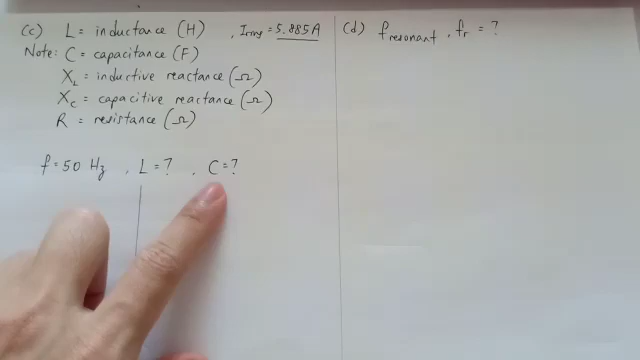 (c) L = inductance (H) , Irms = 5.885A
Note: C = capacitance (F)
XL = inductive reactance (Ω)
XC = capacitive reactance (Ω)
R = resistance (Ω)
f = 50 Hz , L = ? , C = ?
(d) fresonant , fr = ?